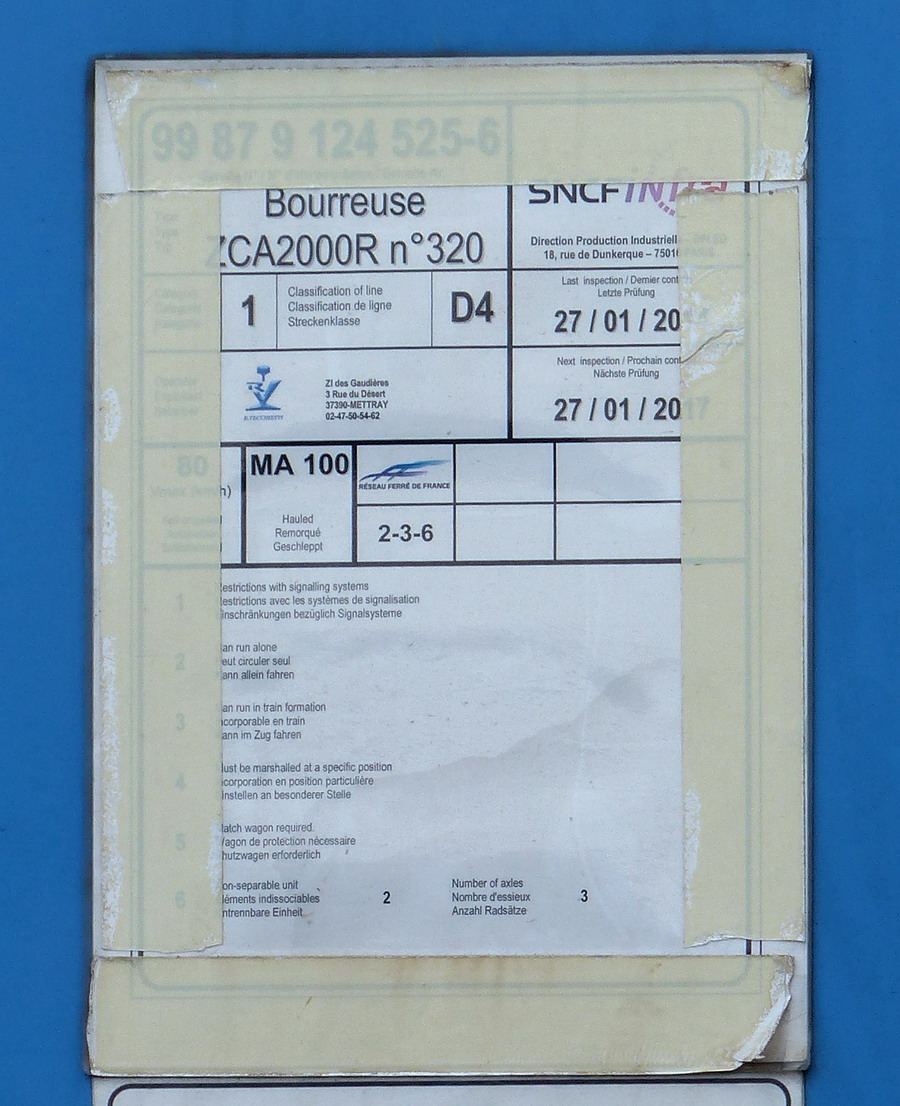 99 87 9 124 525-6
Bourreuse
ZCA2000R n°320
SNCF INFRA
Direction Production Industriell
18, rue de Dunkerque – 7501 PARIS
1
Classification of line
Classification de ligne
Streckenklasse
D4
Last inspection / Dernier cont
Letzte Prüfung
27 / 01 / 20
ZI des Gaudières
3 Rue du Désert
37390-METTRAY
02-47-50-54-62
Next inspection / Prochain cont
Nächste Prüfung
27 / 01 / 2017
80
Vmax (km/h)
MA 100
Hauled
Remorqué
Geschleppt
RÉSEAU FERRÉ DE FRANCE
2-3-6
1
estrictions with signalling systems
estrictions avec les systèmes de signalisation
inschränkungen bezüglich Signalsysteme
2
an run alone
eut circuler seul
ann allein fahren
3
an run in train formation
ncorporable en train
ann im Zug fahren
4
ust be marshalled at a specific position
corporation en position particulière
instellen an besonderer Stelle
5
atch wagon required.
agon de protection nécessaire
hutzwagen erforderlich
6
on-separable unit
léments indissociables
ntrennbare Einheit
2
Number of axles
Nombre d'essieux
Anzahl Radsätze
3